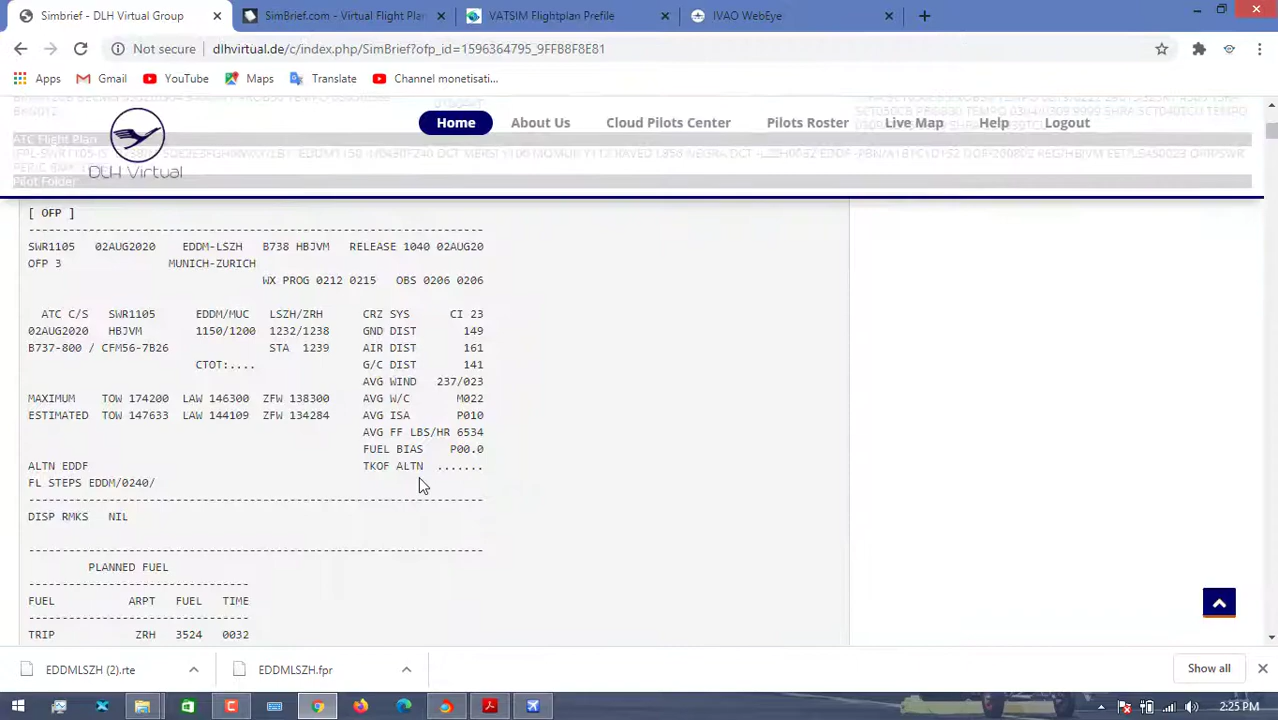 Simbrief - DLH Virtual Group
SimBrief.com - Virtual Flight Plan
VATSIM Flightplan Prefile
IVAO WebEye
Not secure
dlhvirtual.de/c/index.php/SimBrief?ofp_id=1596364795_9FFB8F8E81
Apps Gmail YouTube Maps Translate Channel monetisati...
DLH Virtual
Home About Us Cloud Pilots Center Pilots Roster Live Map Help Logout
ATC Flight Plan
Pilot Folder
[ OFP ]
--------------------------------------------------------------------
SWR1105 02AUG2020 EDDM-LSZH B738 HBJVM RELEASE 1040 02AUG20
OFP 3 MUNICH-ZURICH
WX PROG 0212 0215 OBS 0206 0206
ATC C/S SWR1105 EDDM/MUC LSZH/ZRH CRZ SYS CI 23
02AUG2020 HBJVM 1150/1200 1232/1238 GND DIST 149
B737-800 / CFM56-7B26 STA 1239 AIR DIST 161
CTOT:.... G/C DIST 141
AVG WIND 237/023
MAXIMUM TOW 174200 LAW 146300 ZFW 138300 AVG W/C M022
ESTIMATED TOW 147633 LAW 144109 ZFW 134284 AVG ISA P010
AVG FF LBS/HR 6534
FUEL BIAS P00.0
ALTN EDDF TKOF ALTN .......
FL STEPS EDDM/0240/
--------------------------------------------------------------------
DISP RMKS NIL
--------------------------------------------------------------------
PLANNED FUEL
---------------------------------
FUEL ARPT FUEL TIME
---------------------------------
TRIP ZRH 3524 0032
EDDMLSZH (2).rte
EDDMLSZH.fpr
Show all
2:25 PM